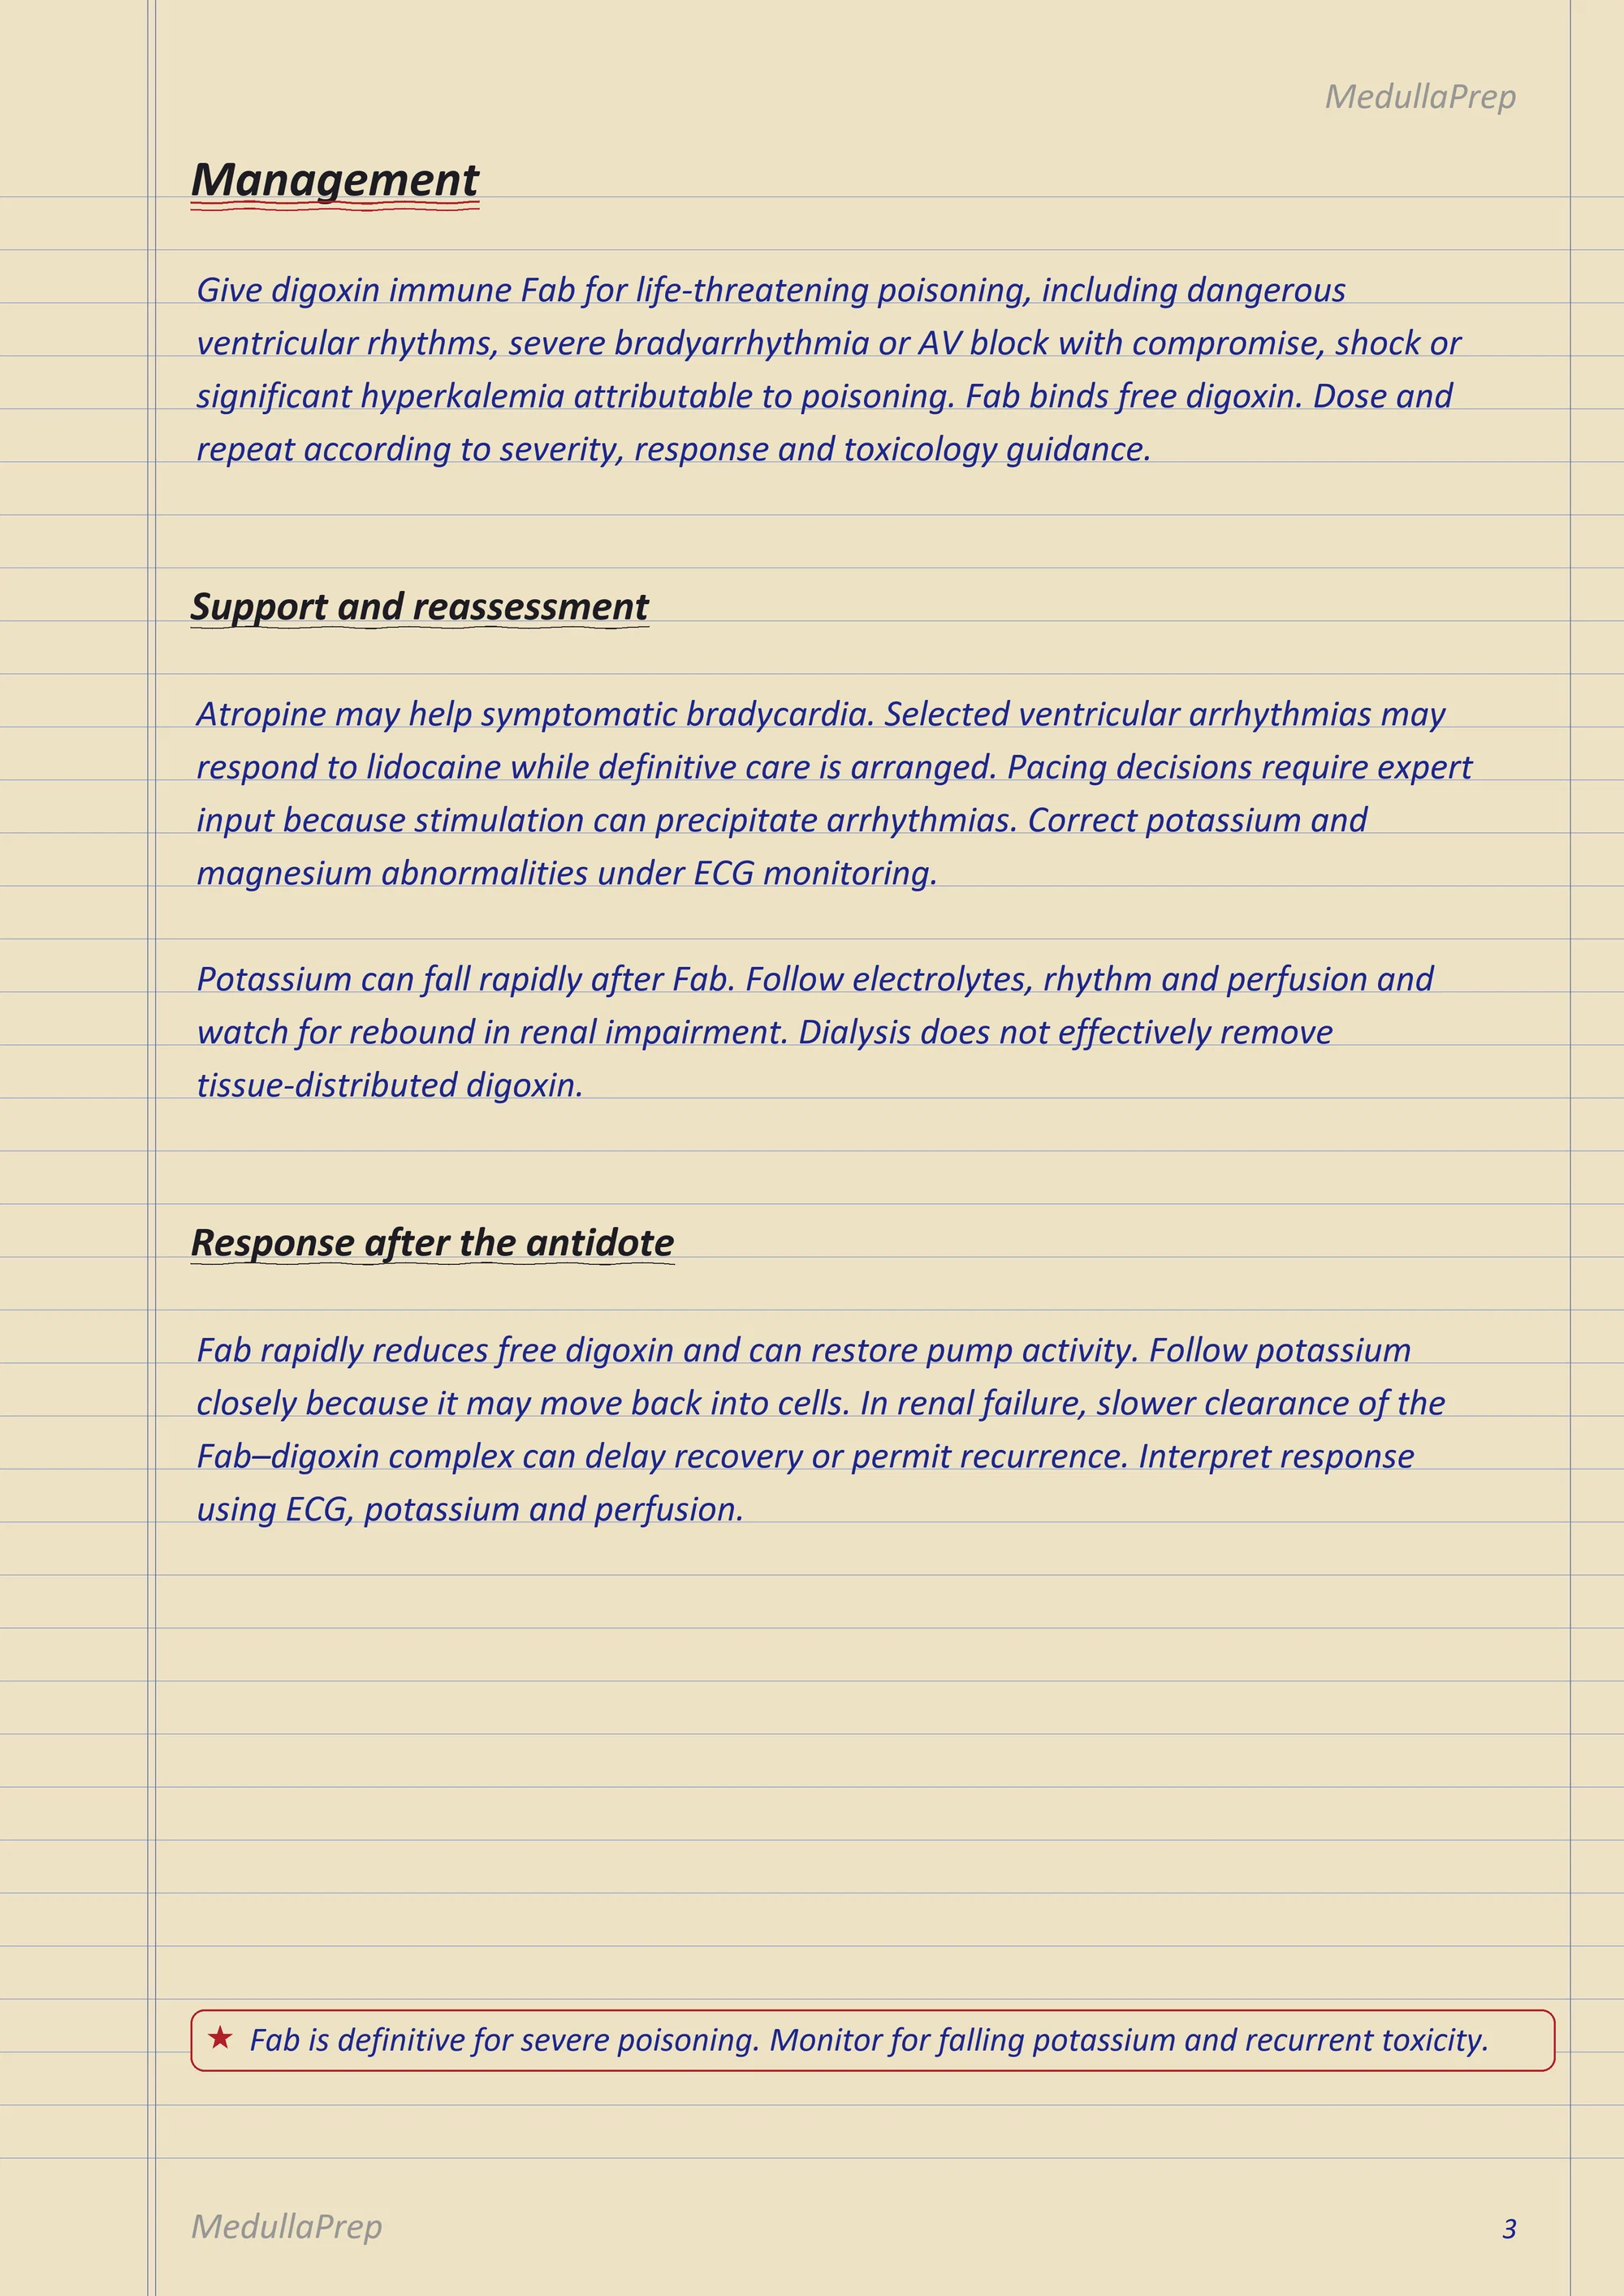 MedullaPrep
Management
Give digoxin immune Fab for life-threatening poisoning, including dangerous
ventricular rhythms, severe bradyarrhythmia or AV block with compromise, shock or
significant hyperkalemia attributable to poisoning. Fab binds free digoxin. Dose and
repeat according to severity, response and toxicology guidance.
Support and reassessment
Atropine may help symptomatic bradycardia. Selected ventricular arrhythmias may
respond to lidocaine while definitive care is arranged. Pacing decisions require expert
input because stimulation can precipitate arrhythmias. Correct potassium and
magnesium abnormalities under ECG monitoring.
Potassium can fall rapidly after Fab. Follow electrolytes, rhythm and perfusion and
watch for rebound in renal impairment. Dialysis does not effectively remove
tissue-distributed digoxin.
Response after the antidote
Fab rapidly reduces free digoxin and can restore pump activity. Follow potassium
closely because it may move back into cells. In renal failure, slower clearance of the
Fab–digoxin complex can delay recovery or permit recurrence. Interpret response
using ECG, potassium and perfusion.
★ Fab is definitive for severe poisoning. Monitor for falling potassium and recurrent toxicity.
MedullaPrep
3